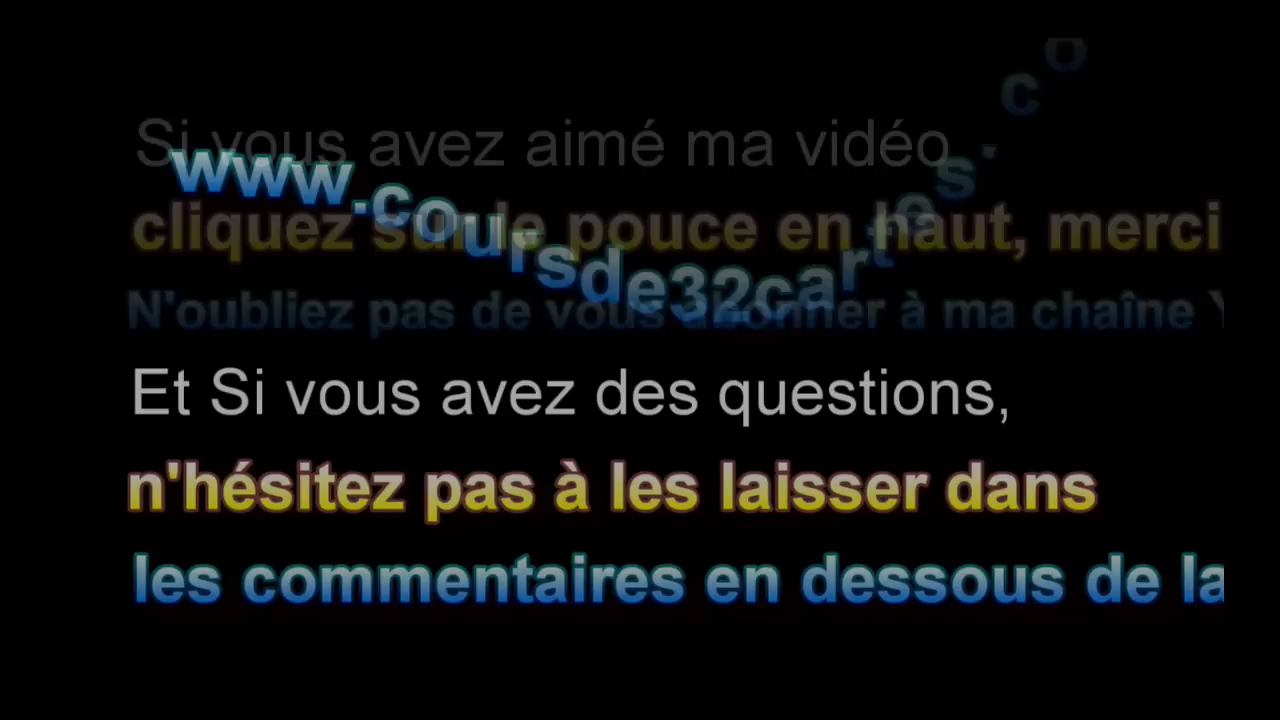 Si vous avez aimé ma vidéo
www.coursde32cartes.co
cliquez sur le pouce en haut, merci
N'oubliez pas de vous abonner à ma chaîne
Et Si vous avez des questions,
n'hésitez pas à les laisser dans
les commentaires en dessous de la